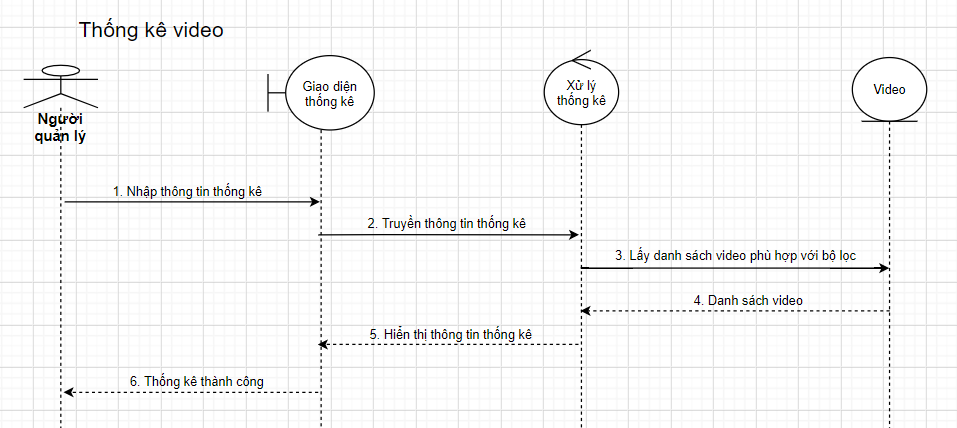 Thống kê video
Người
quản lý
Giao diện
thống kê
Xử lý
thống kê
Video
1. Nhập thông tin thống kê
2. Truyền thông tin thống kê
3. Lấy danh sách video phù hợp với bộ lọc
4. Danh sách video
5. Hiển thị thông tin thống kê
6. Thống kê thành công